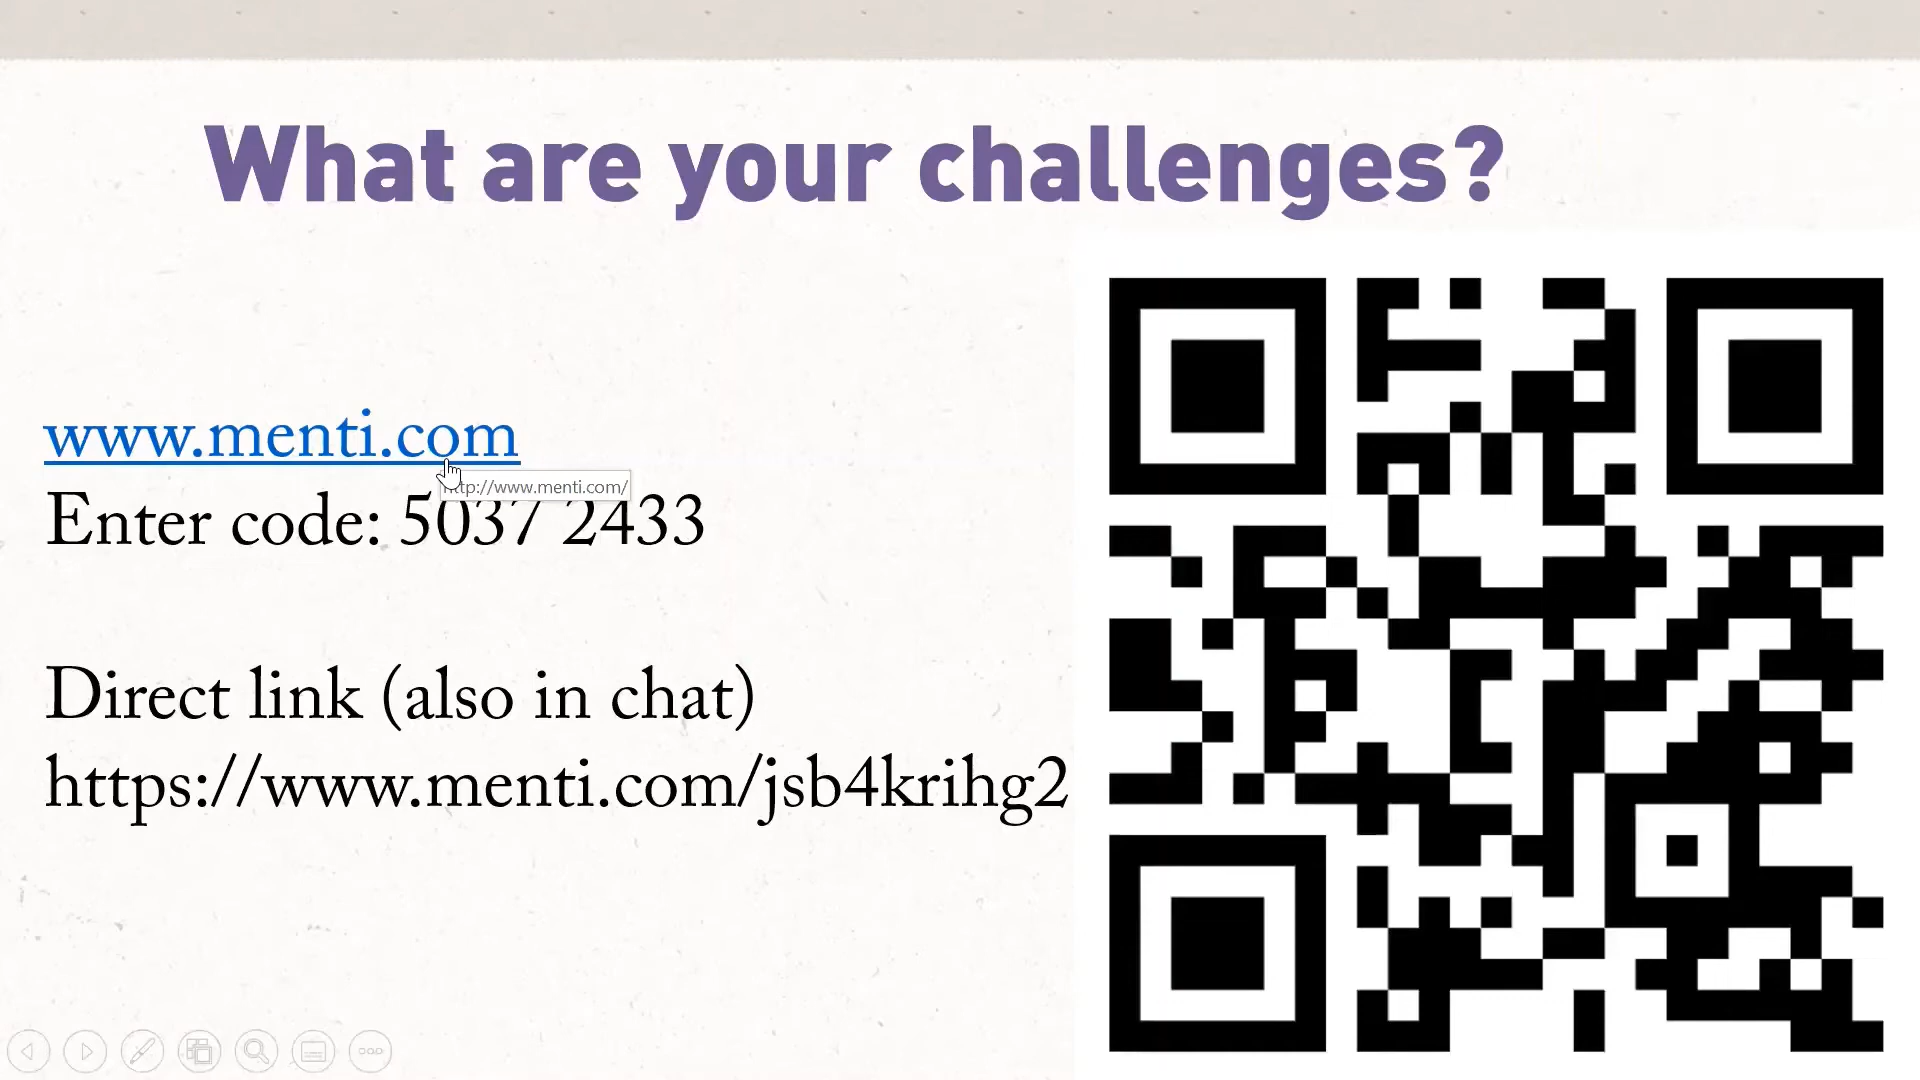 What are your challenges?
www.menti.com
http://www.menti.com/
Enter code: 5037 2433
Direct link (also in chat)
https://www.menti.com/jsb4krihg2